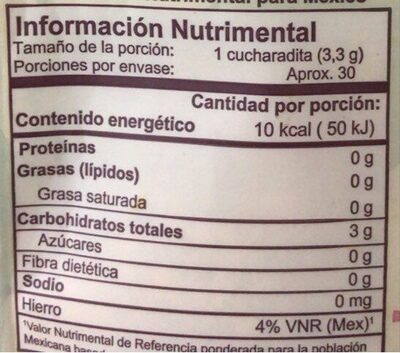 Nutrimental para México
Información Nutrimental
Tamaño de la porción: 1 cucharadita (3,3 g)
Porciones por envase: Aprox. 30
Cantidad por porción:
Contenido energético 10 kcal ( 50 kJ)
Proteínas 0 g
Grasas (lípidos) 0 g
Grasa saturada 0 g
Carbohidratos totales 3 g
Azúcares 0 g
Fibra dietética 0 g
Sodio 0 mg
Hierro 4% VNR (Mex)¹
¹Valor Nutrimental de Referencia ponderada para la población
Mexicana